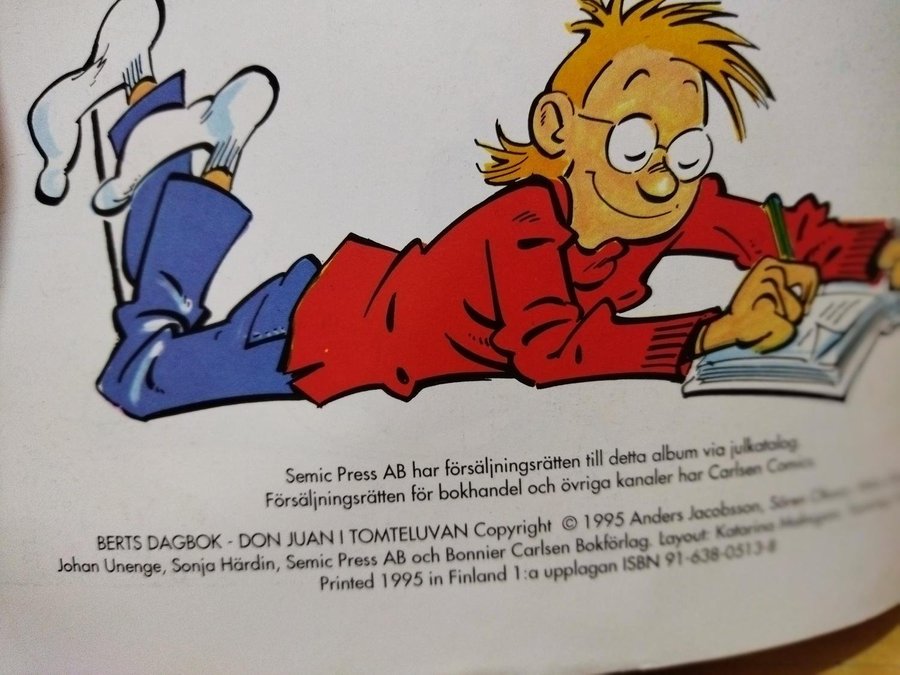 Semic Press AB har försäljningsrätten till detta album via julkatalog.
Försäljningsrätten för bokhandel och övriga kanaler har Carlsen Comics
BERTS DAGBOK - DON JUAN I TOMTELUVAN Copyright © 1995 Anders Jacobsson, Sören
Johan Unenge, Sonja Härdin, Semic Press AB och Bonnier Carlsen Bokförlag. Layout: Katarina
Printed 1995 in Finland 1:a upplagan ISBN 91-638-0513-8